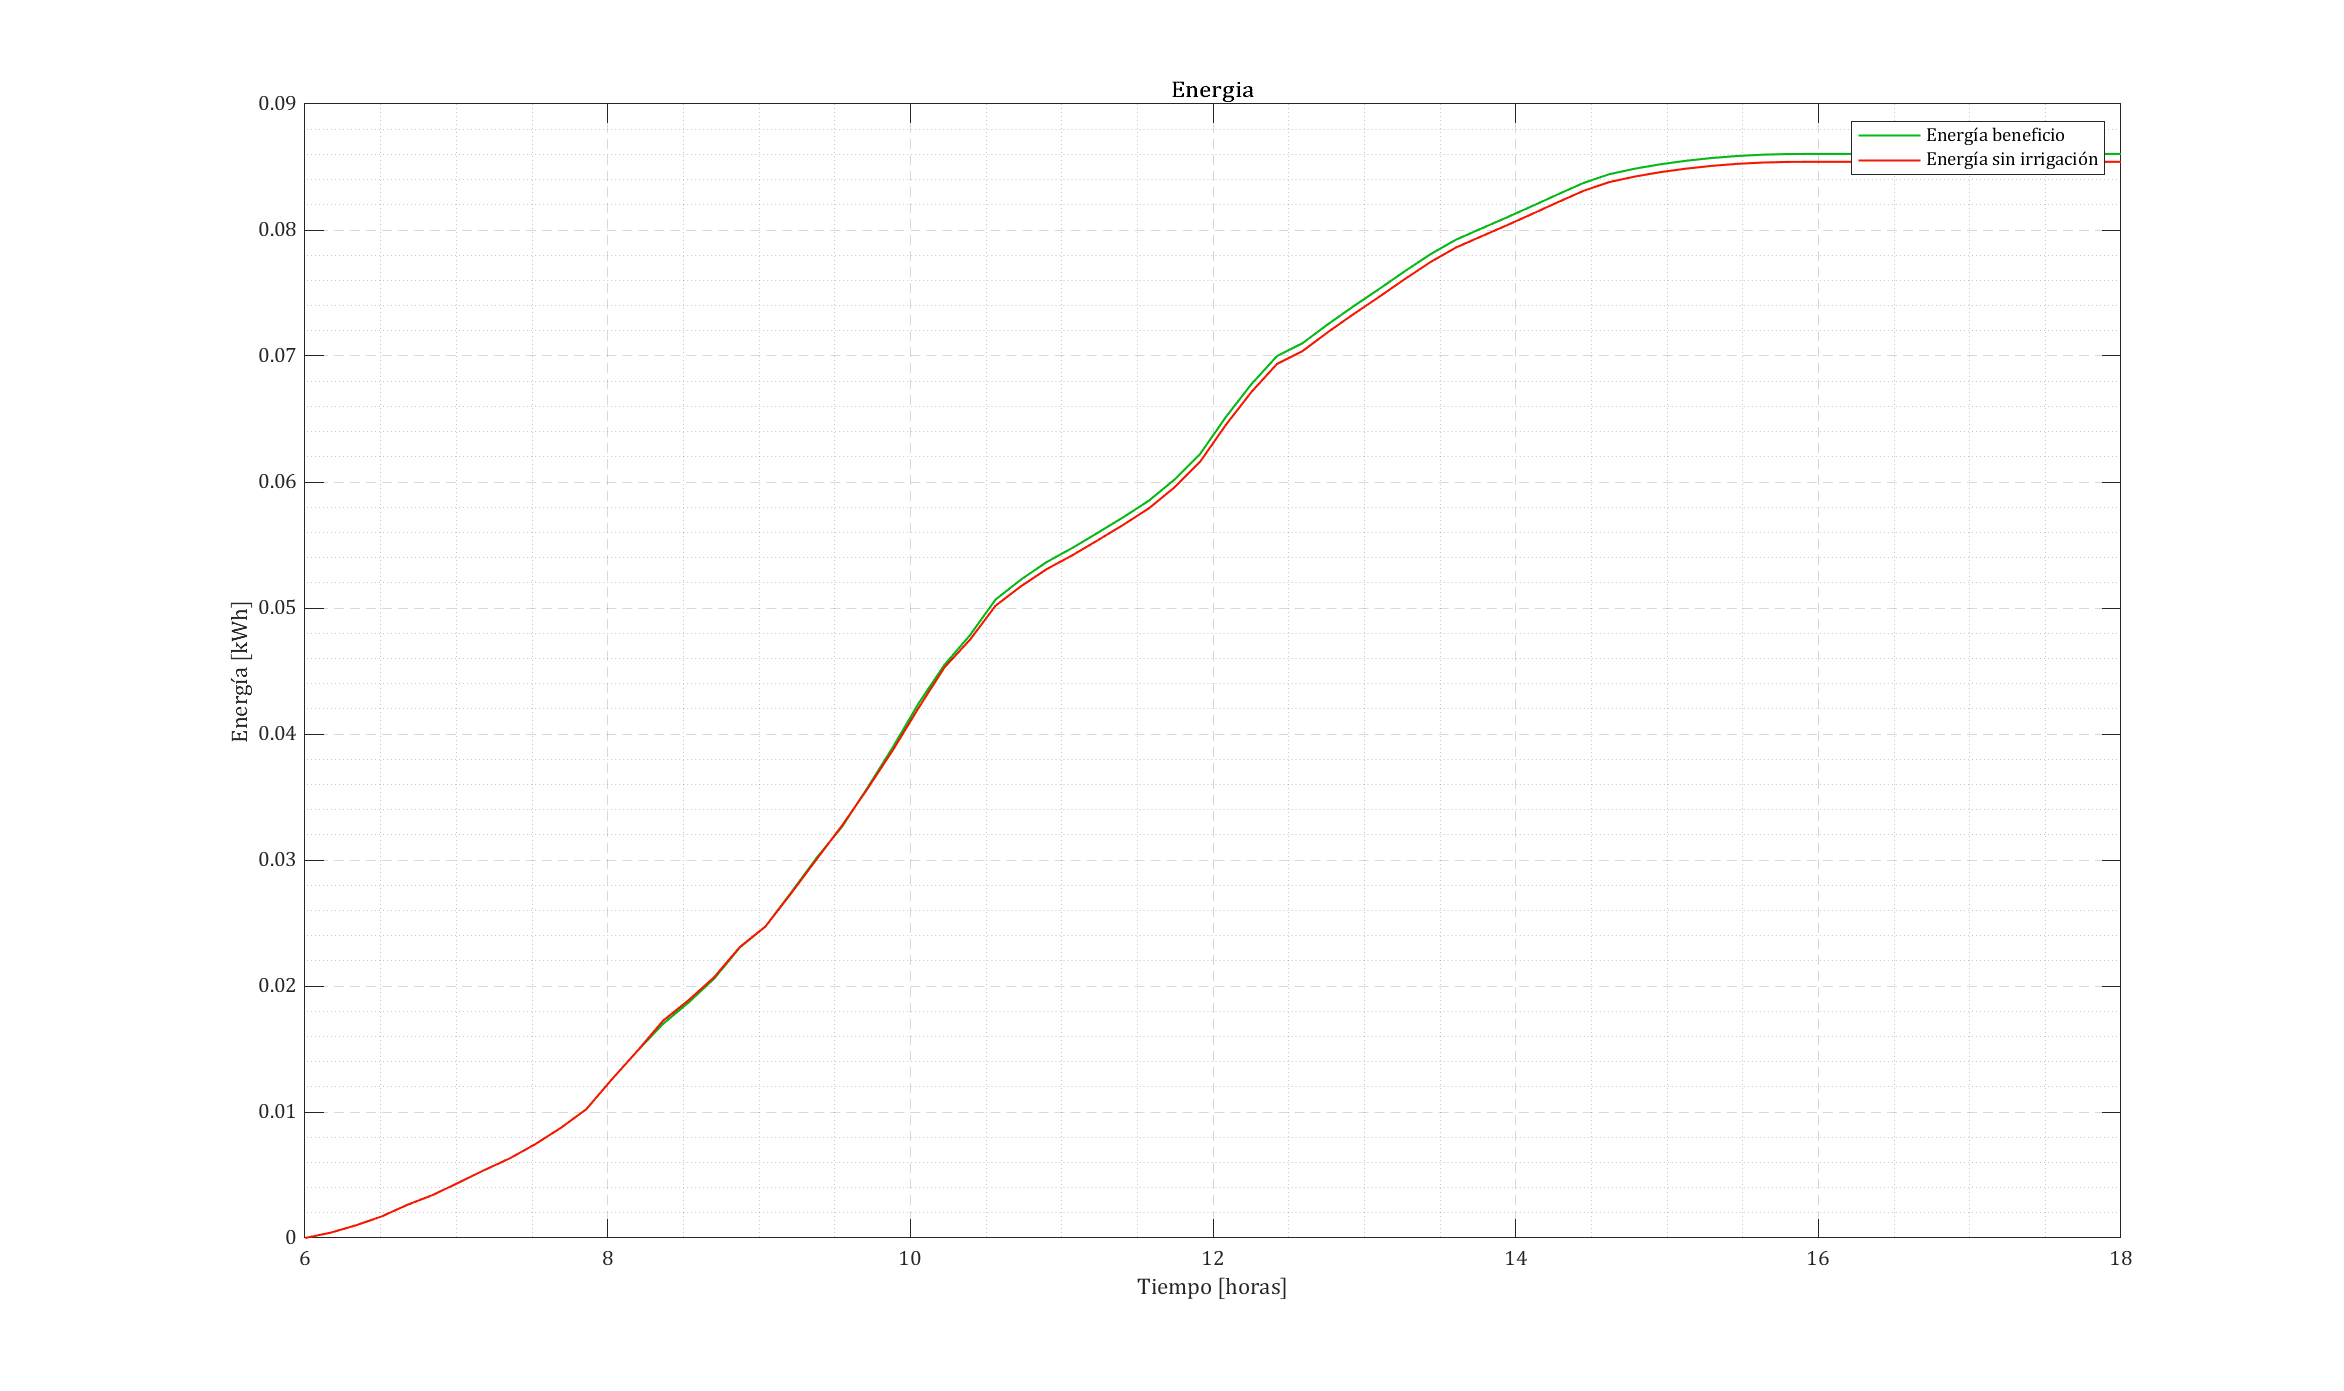 Energia
0.09
0.08
0.07
0.06
0.05
0.04
0.03
0.02
0.01
0
Energía [kWh]
Energía beneficio
Energía sin irrigación
6 8 10 12 14 16 18
Tiempo [horas]